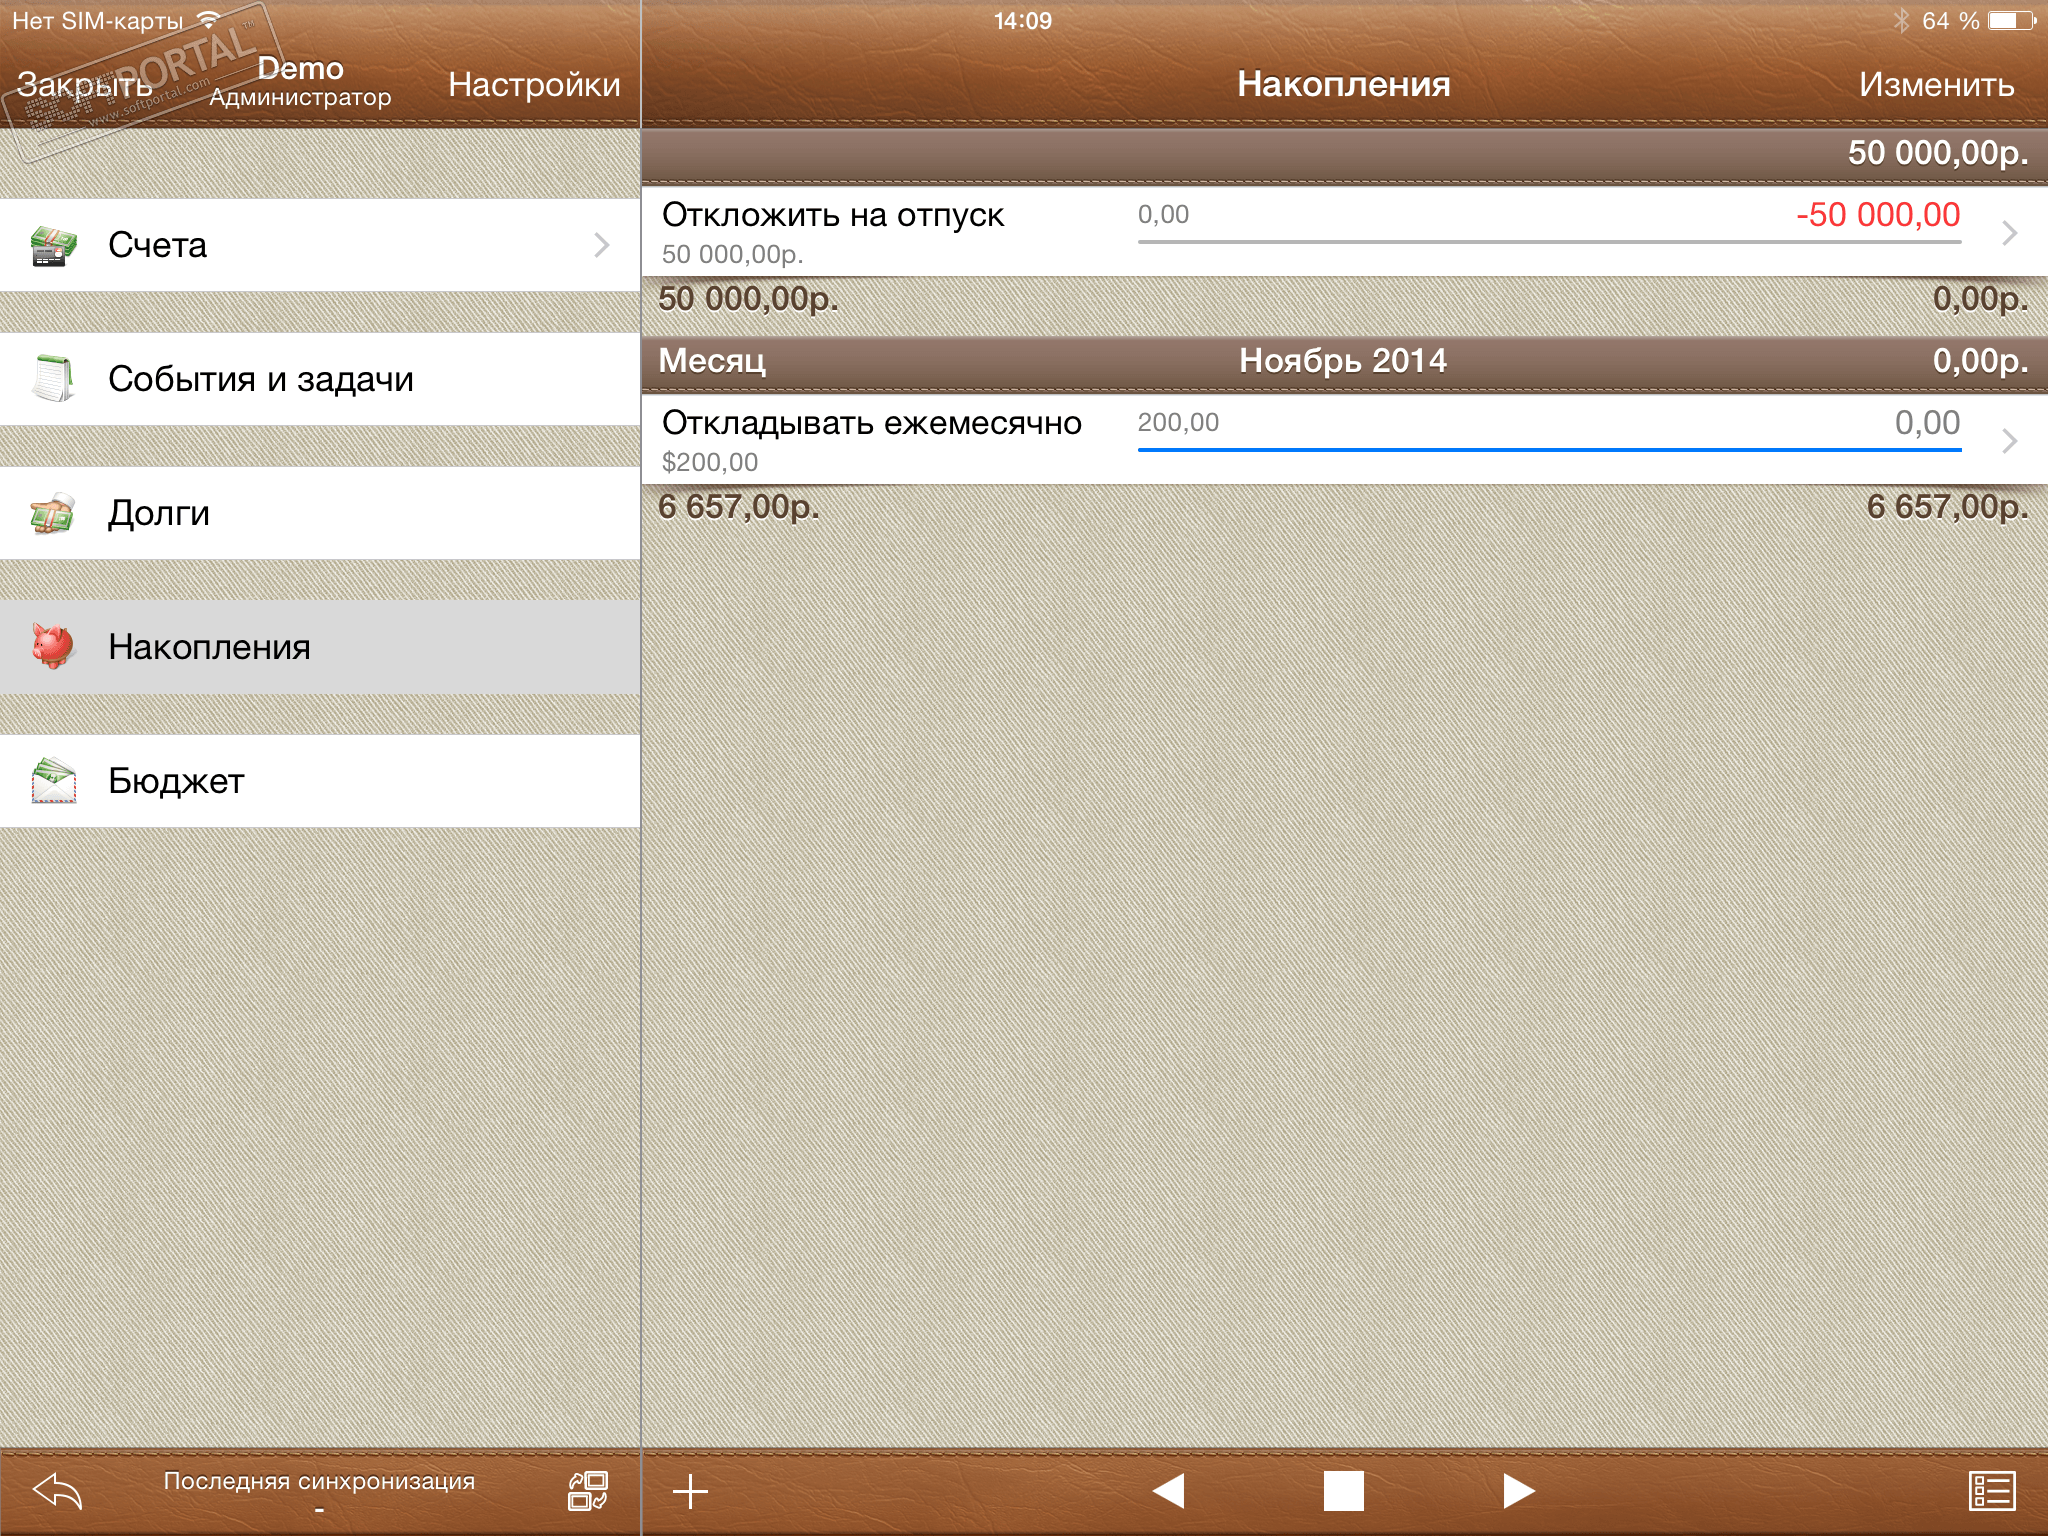 Нет SIM-карты
14:09
64 %
Закрыть
Demo
Администратор
Настройки
SOFTPORTAL™
www.softportal.com
Счета
События и задачи
Долги
Накопления
Бюджет
Последняя синхронизация
-
Накопления
Изменить
50 000,00р.
Откложить на отпуск
0,00
-50 000,00
50 000,00р.
50 000,00р.
0,00р.
Месяц
Ноябрь 2014
0,00р.
Откладывать ежемесячно
200,00
0,00
$200,00
6 657,00р.
6 657,00р.